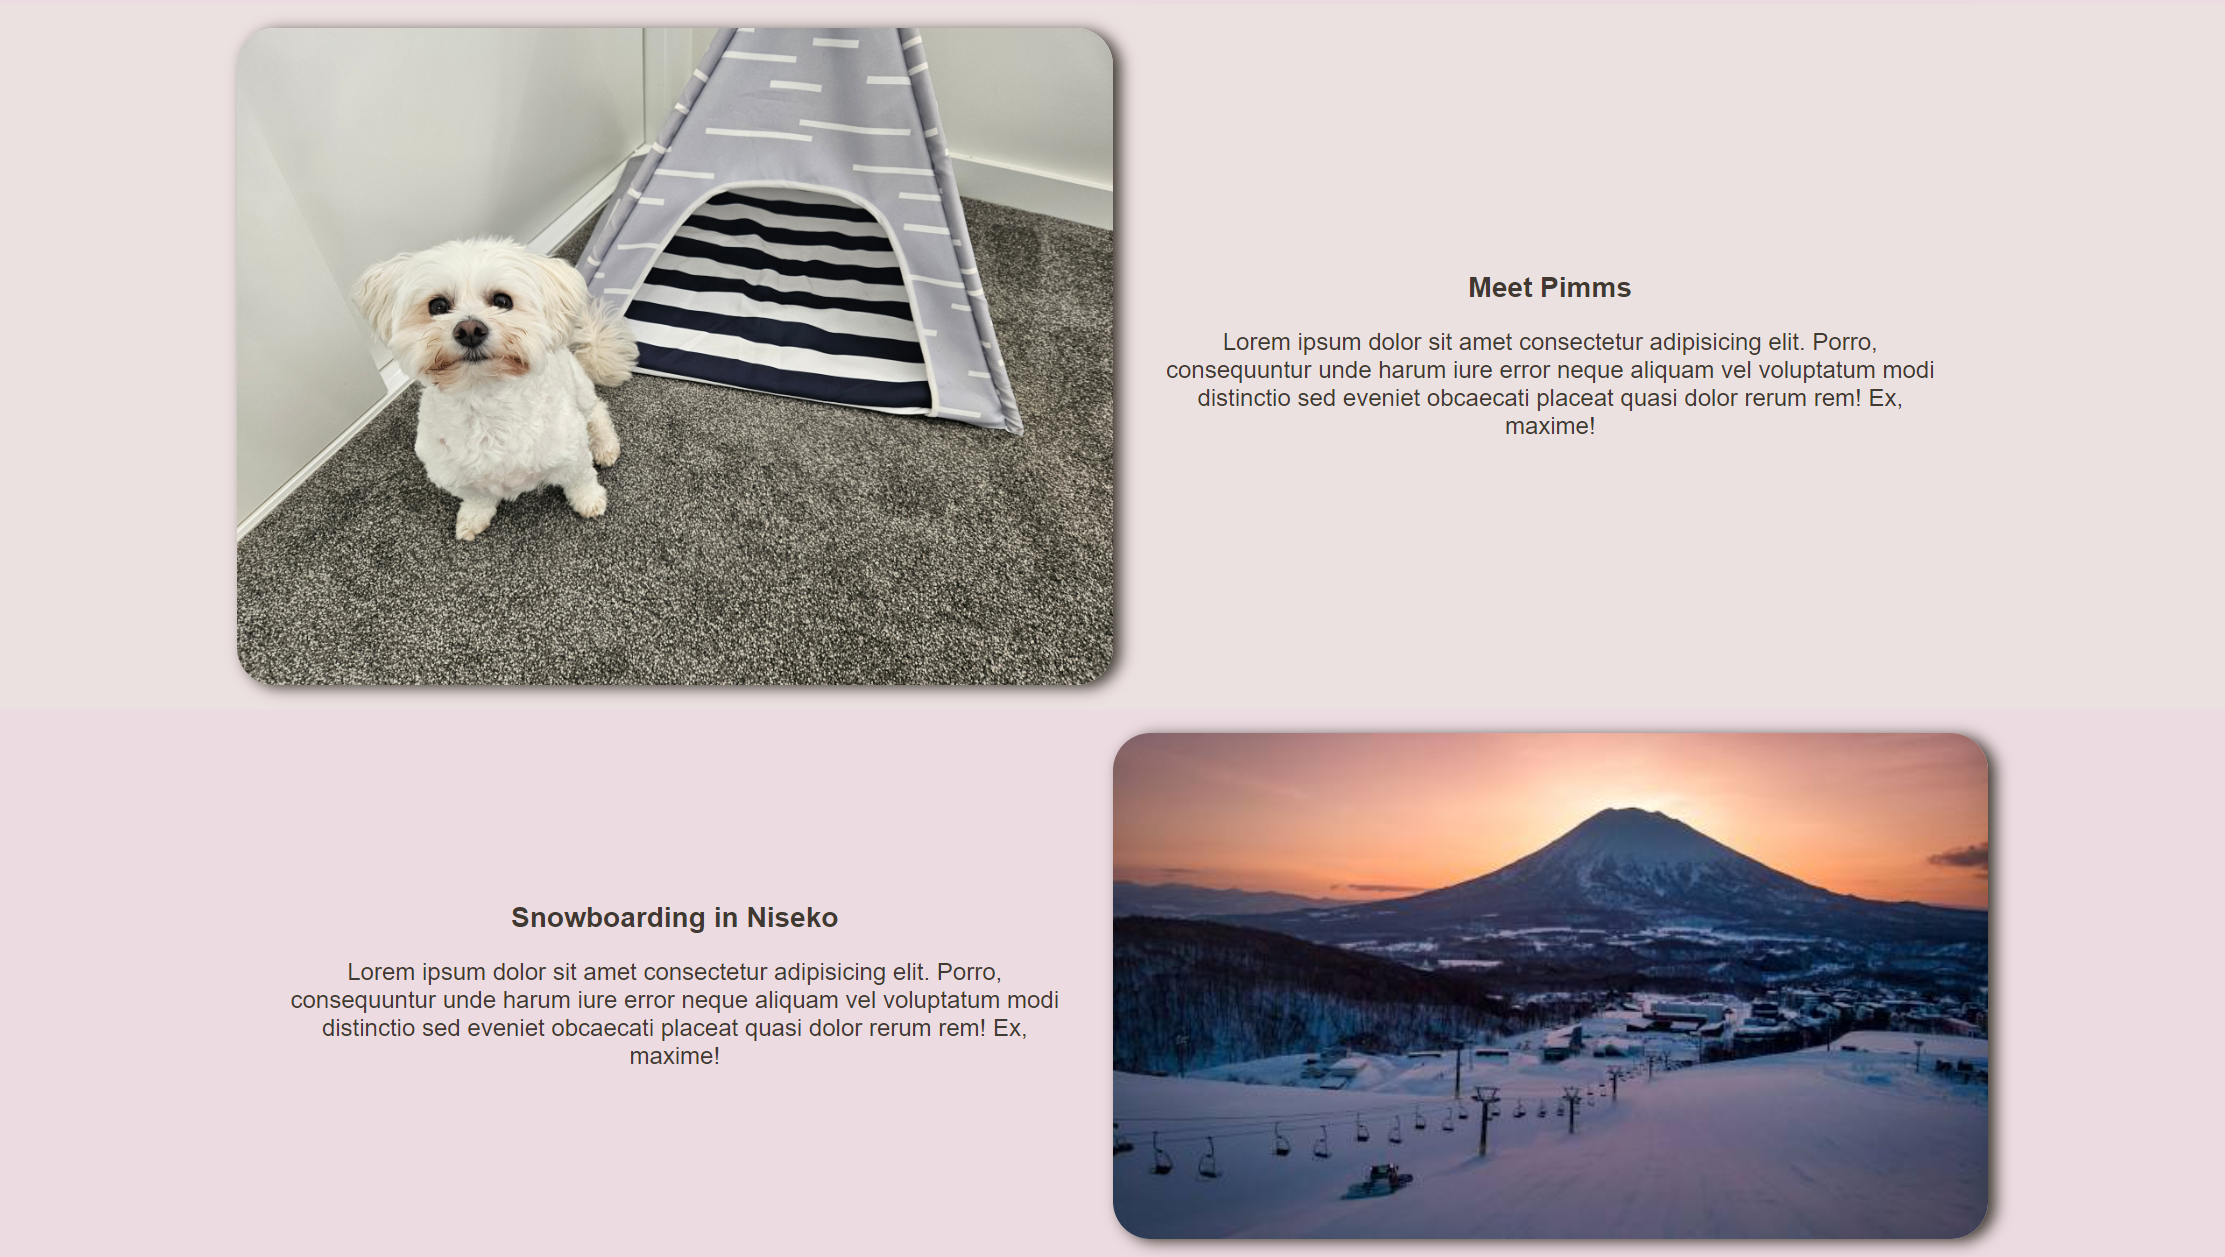 Meet Pimms
Lorem ipsum dolor sit amet consectetur adipisicing elit. Porro,
consequuntur unde harum iure error neque aliquam vel voluptatum modi
distinctio sed eveniet obcaecati placeat quasi dolor rerum rem! Ex,
maxime!
Snowboarding in Niseko
Lorem ipsum dolor sit amet consectetur adipisicing elit. Porro,
consequuntur unde harum iure error neque aliquam vel voluptatum modi
distinctio sed eveniet obcaecati placeat quasi dolor rerum rem! Ex,
maxime!